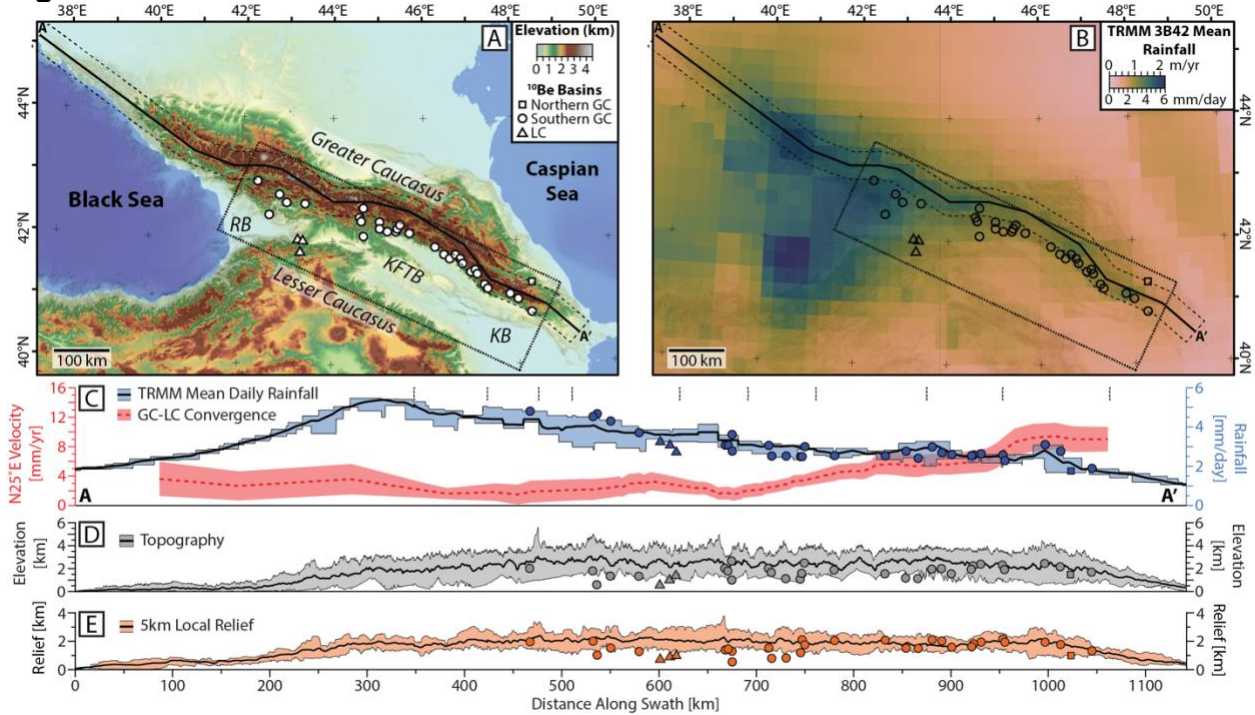 38°E 40°E 42°E 44°E 46°E 48°E 50°E
A
A
Elevation (km)
0 1 2 3 4
¹⁰Be Basins
Northern GC
Southern GC
LC
44°N
42°N
40°N
Greater Caucasus
Black Sea
Caspian
Sea
RB
KFTB
Lesser Caucasus
KB
A'
100 km
38°E 40°E 42°E 44°E 46°E 48°E 50°E
A
B
TRMM 3B42 Mean
Rainfall
0 1 2 m/yr
0 2 4 6 mm/day
44°N
42°N
40°N
A'
100 km
C
TRMM Mean Daily Rainfall
GC-LC Convergence
N25°E Velocity
[mm/yr]
16
12
8
4
0
Rainfall
[mm/day]
6
4
2
0
A
A'
D
Topography
Elevation
[km]
6
4
2
0
Elevation
[km]
6
4
2
0
E
5km Local Relief
Relief [km]
4
2
0
Relief [km]
4
2
0
0 100 200 300 400 500 600 700 800 900 1000 1100
Distance Along Swath [km]